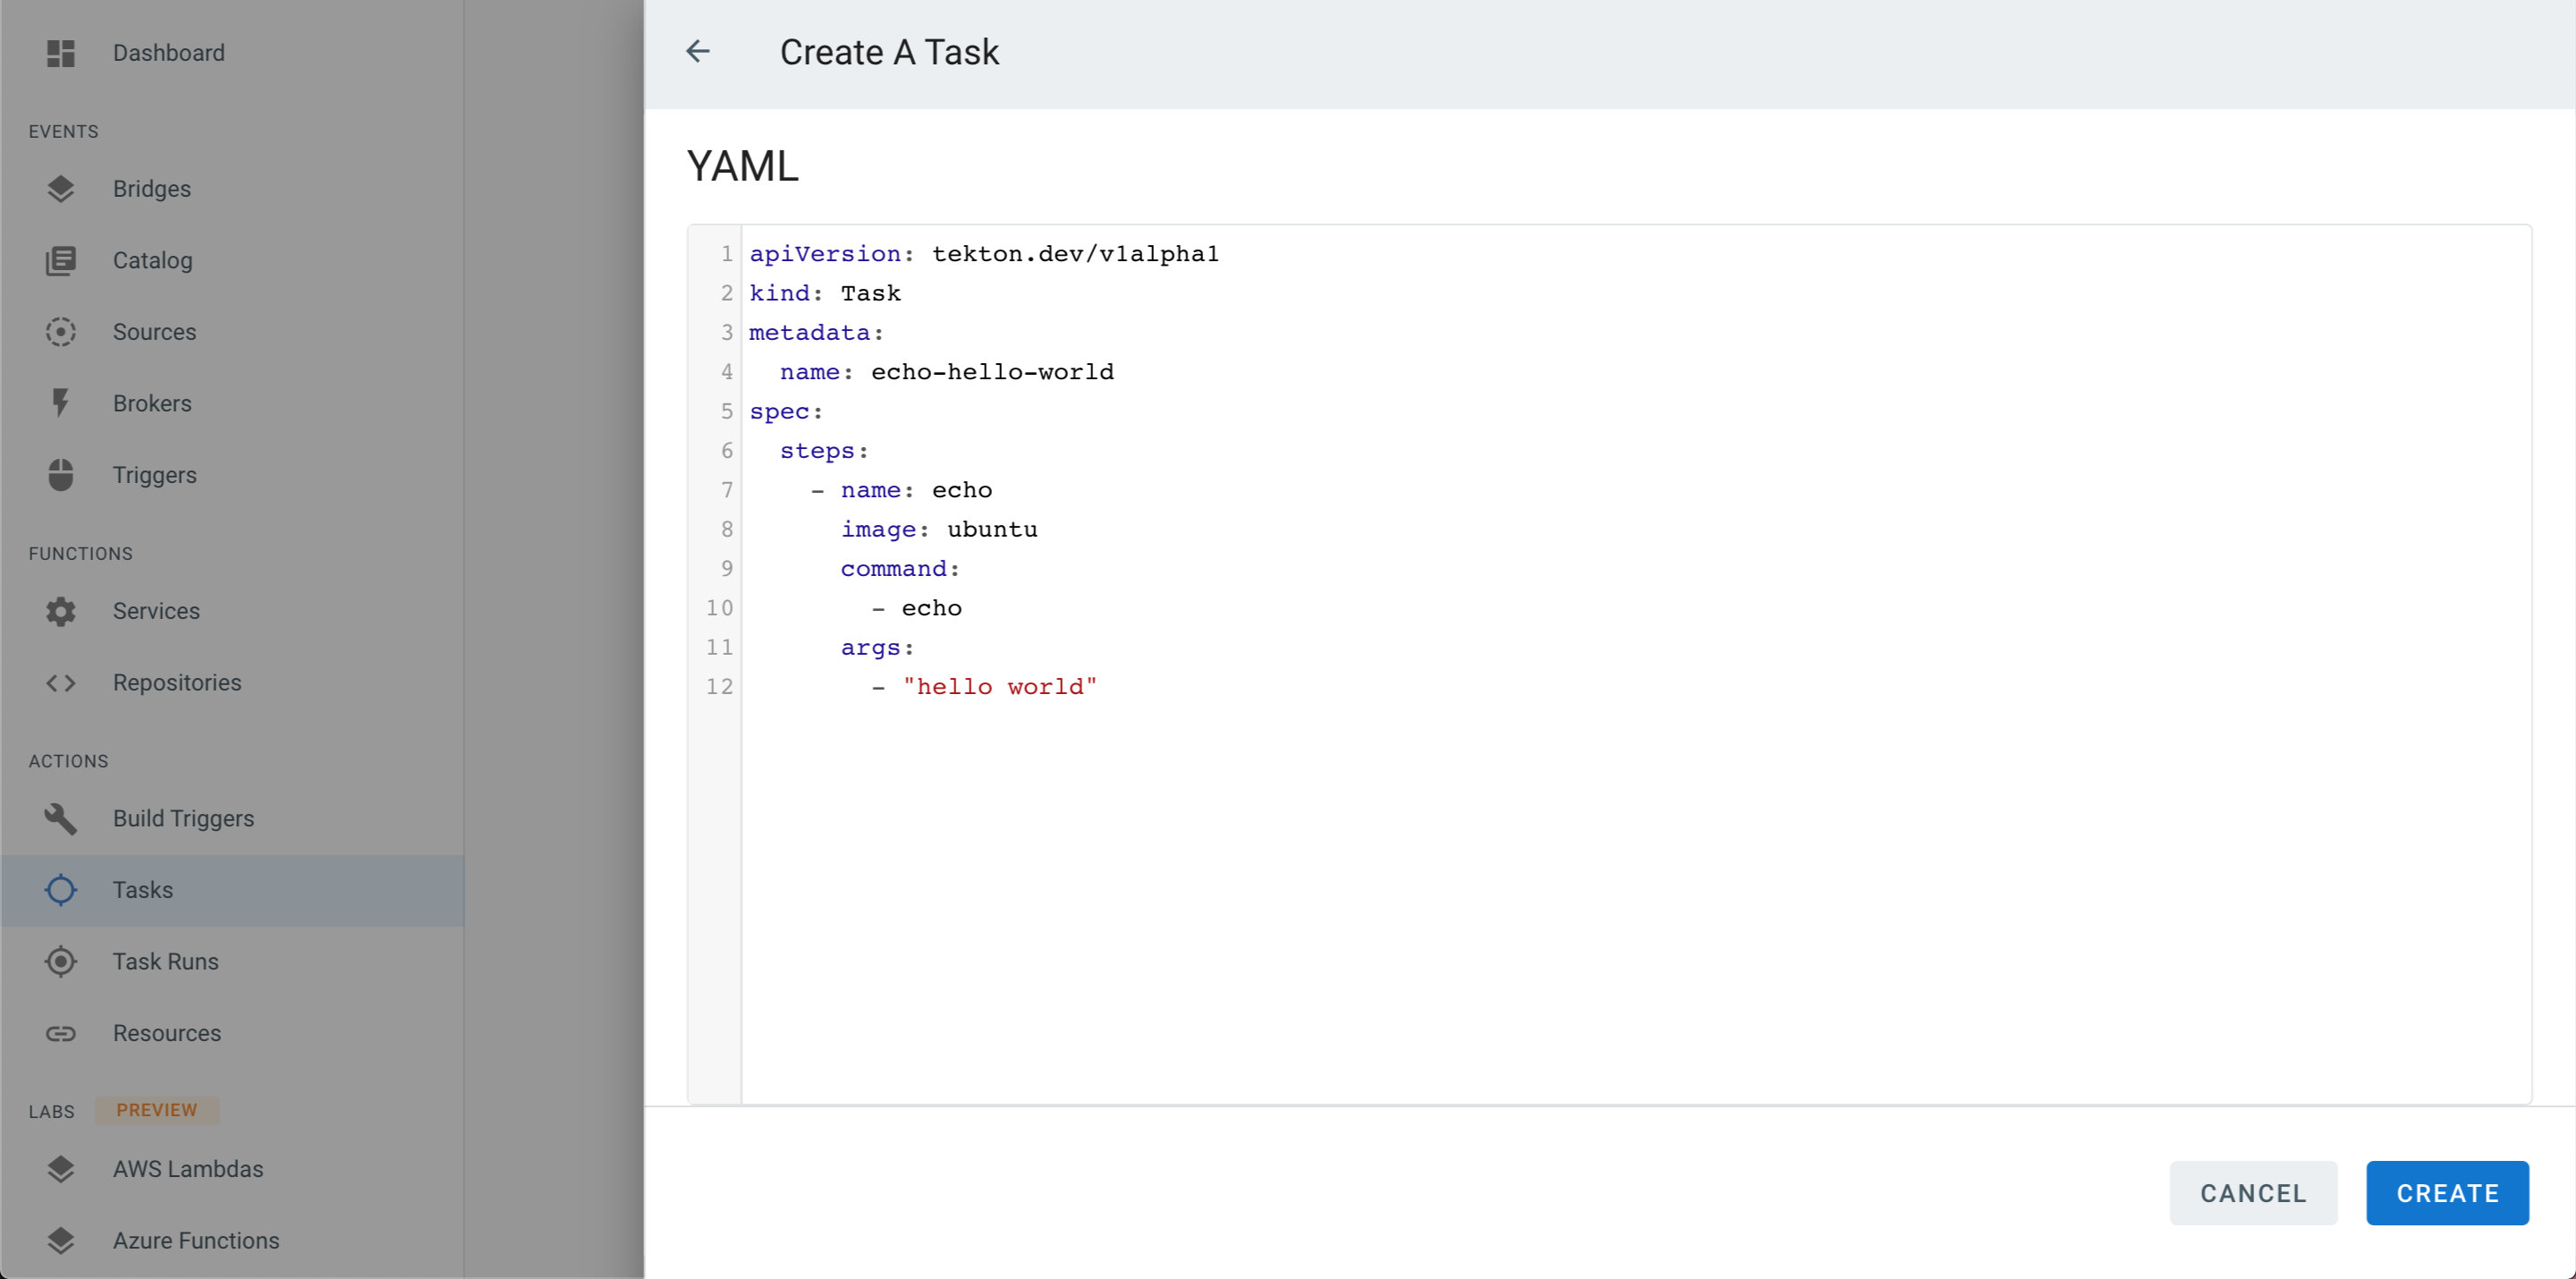 Dashboard
EVENTS
Bridges
Catalog
Sources
Brokers
Triggers
FUNCTIONS
Services
Repositories
ACTIONS
Build Triggers
Tasks
Task Runs
Resources
LABS PREVIEW
AWS Lambdas
Azure Functions
Create A Task
YAML
1 apiVersion: tekton.dev/v1alpha1
2 kind: Task
3 metadata:
4   name: echo-hello-world
5 spec:
6   steps:
7     - name: echo
8       image: ubuntu
9       command:
10         - echo
11       args:
12         - "hello world"
CANCEL CREATE